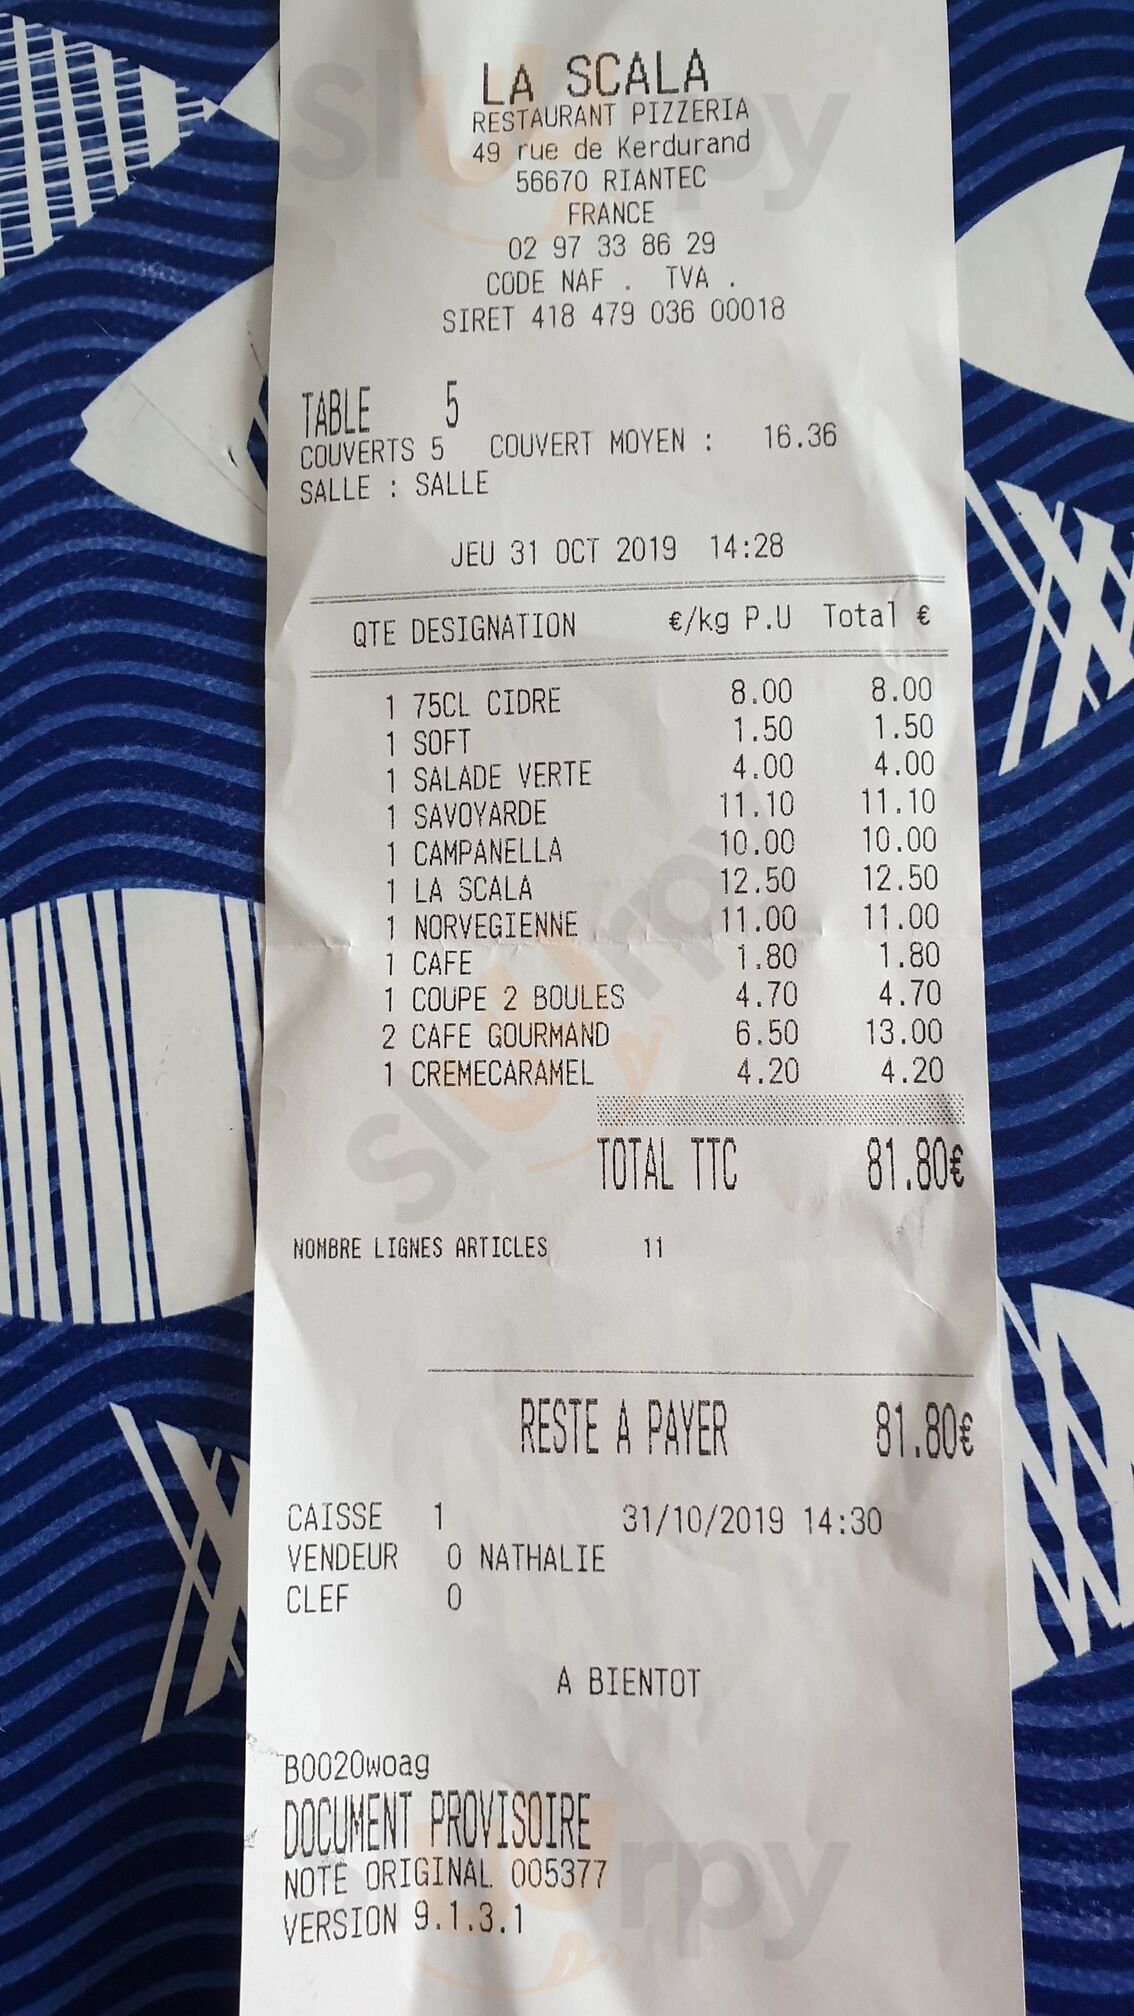 LA SCALA
RESTAURANT PIZZERIA
49 rue de Kerdurand
56670 RIANTEC
FRANCE
02 97 33 86 29
CODE NAF . TVA .
SIRET 418 479 036 00018
TABLE 5
COUVERTS 5 COUVERT MOYEN : 16.36
SALLE : SALLE
JEU 31 OCT 2019 14:28
QTE DESIGNATION €/kg P.U Total €
1 75CL CIDRE 8.00 8.00
1 SOFT 1.50 1.50
1 SALADE VERTE 4.00 4.00
1 SAVOYARDE 11.10 11.10
1 CAMPANELLA 10.00 10.00
1 LA SCALA 12.50 12.50
1 NORVEGIENNE 11.00 11.00
1 CAFE 1.80 1.80
1 COUPE 2 BOULES 4.70 4.70
2 CAFE GOURMAND 6.50 13.00
1 CREMECARAMEL 4.20 4.20
TOTAL TTC 81.80€
NOMBRE LIGNES ARTICLES 11
RESTE A PAYER 81.80€
CAISSE 1 31/10/2019 14:30
VENDEUR 0 NATHALIE
CLEF 0
A BIENTOT
B0020woag
DOCUMENT PROVISOIRE
NOTE ORIGINAL 005377
VERSION 9.1.3.1
slurpy
slurpy
slurpy